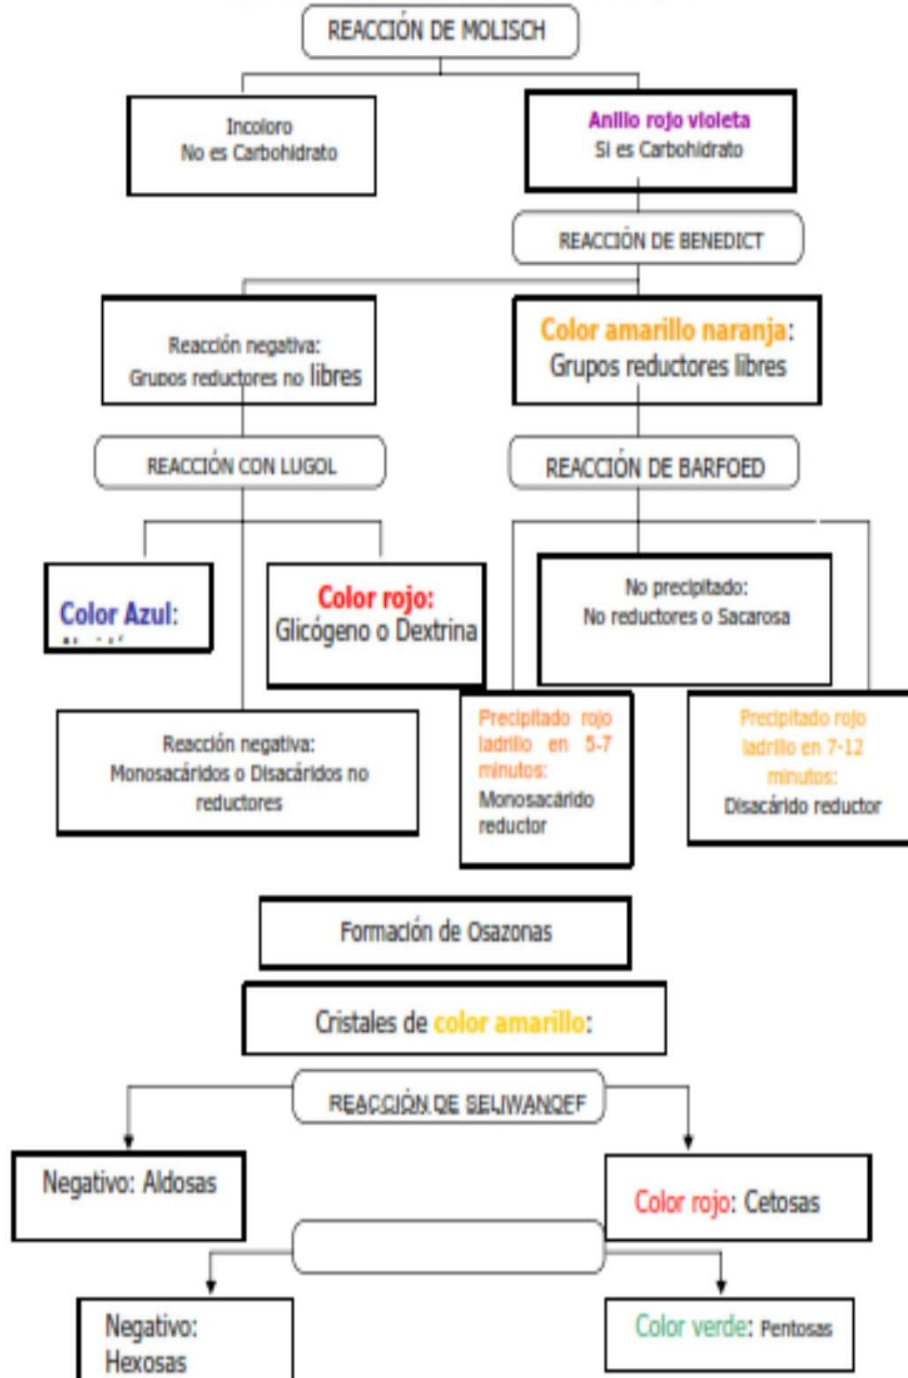 REACCIÓN DE MOLISCH
Incoloro
No es Carbohidrato
Anillo rojo violeta
Si es Carbohidrato
REACCIÓN DE BENEDICT
Reacción negativa:
Grupos reductores no libres
Color amarillo naranja:
Grupos reductores libres
REACCIÓN CON LUGOL
REACCIÓN DE BARFOED
Color Azul:
Color rojo:
Glicógeno o Dextrina
No precipitado:
No reductores o Sacarosa
Reacción negativa:
Monosacáridos o Disacáridos no
reductores
Precipitado rojo
ladrillo en 5-7
minutos:
Monosacárido
reductor
Precipitado rojo
ladrillo en 7-12
minutos:
Disacárido reductor
Formación de Osazonas
Cristales de color amarillo:
REACCIÓN DE SELIWANOFF
Negativo: Aldosas
Color rojo: Cetosas
Negativo:
Hexosas
Color verde: Pentosas